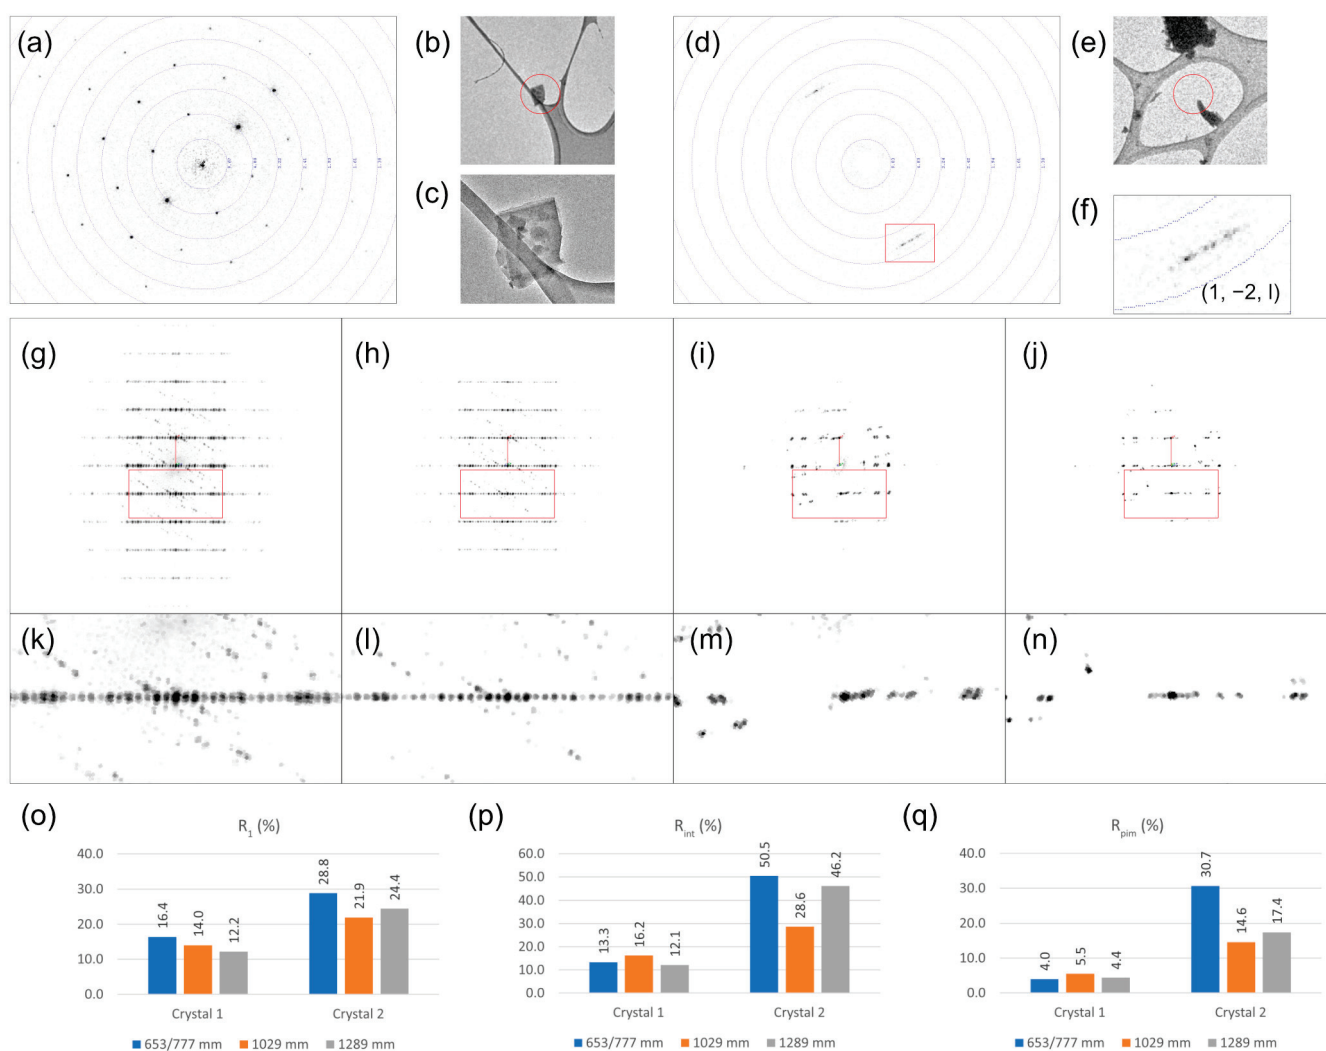 (a)
(b)
(c)
(d)
(e)
(f)
(1, −2, l)
(g)
(h)
(i)
(j)
(k)
(l)
(m)
(n)
(o)
R1 (%)
40.0
30.0
20.0
10.0
0.0
16.4
14.0
12.2
28.8
21.9
24.4
Crystal 1
Crystal 2
653/777 mm
1029 mm
1289 mm
(p)
Rint (%)
60.0
50.0
40.0
30.0
20.0
10.0
0.0
13.3
16.2
12.1
50.5
28.6
46.2
Crystal 1
Crystal 2
653/777 mm
1029 mm
1289 mm
(q)
Rpim (%)
40.0
30.0
20.0
10.0
0.0
4.0
5.5
4.4
30.7
14.6
17.4
Crystal 1
Crystal 2
653/777 mm
1029 mm
1289 mm